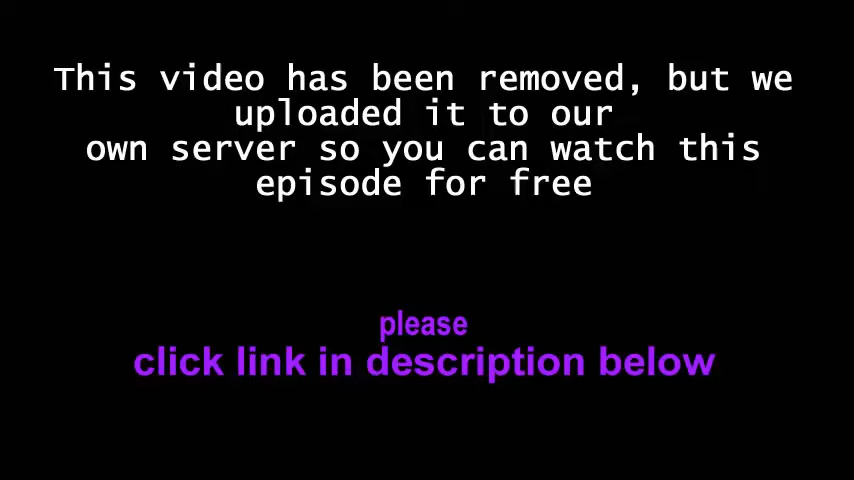 This video has been removed, but we
uploaded it to our
own server so you can watch this
episode for free
please
click link in description below